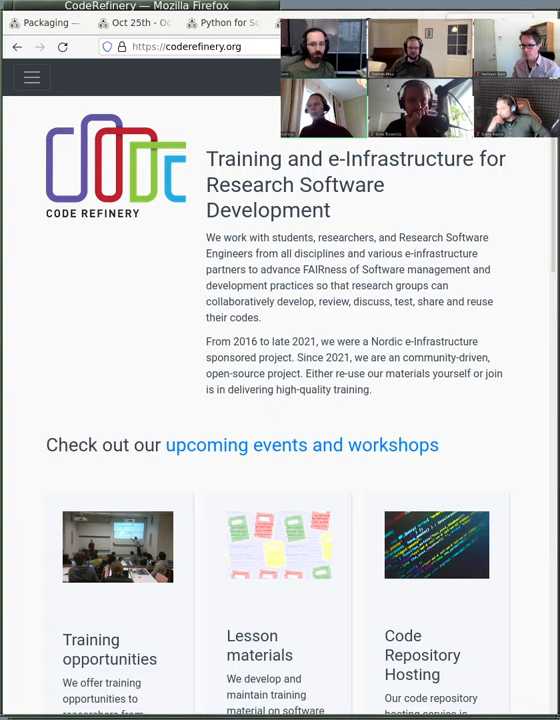 CodeRefinery — Mozilla Firefox
Packaging —
Oct 25th - O
Python for Sc
https://coderefinery.org
CODE REFINERY
Training and e-Infrastructure for
Research Software
Development
We work with students, researchers, and Research Software
Engineers from all disciplines and various e-infrastructure
partners to advance FAIRness of Software management and
development practices so that research groups can
collaboratively develop, review, discuss, test, share and reuse
their codes.
From 2016 to late 2021, we were a Nordic e-Infrastructure
sponsored project. Since 2021, we are an community-driven,
open-source project. Either re-use our materials yourself or join
is in delivering high-quality training.
Check out our upcoming events and workshops
Training
opportunities
We offer training
opportunities to
researchers from
Lesson
materials
We develop and
maintain training
material on software
Code
Repository
Hosting
Our code repository
hosting service is